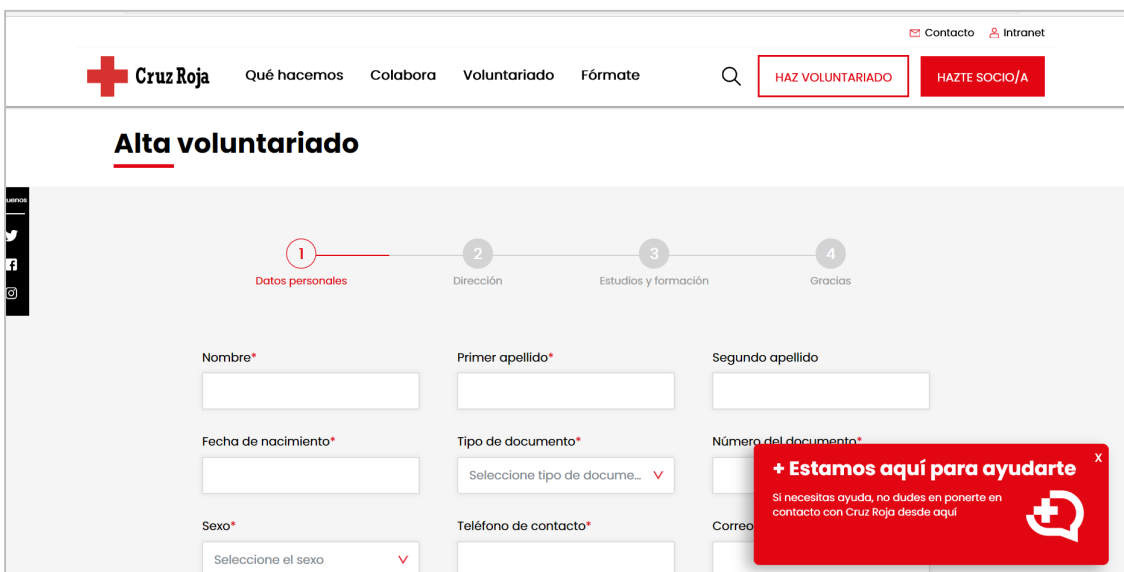 Contacto Intranet
Cruz Roja Qué hacemos Colabora Voluntariado Fórmate HAZ VOLUNTARIADO HAZTE SOCIO/A
Alta voluntariado
1 2 3 4
Datos personales Dirección Estudios y formación Gracias
Nombre* Primer apellido* Segundo apellido
Fecha de nacimiento* Tipo de documento* Número del documento*
Seleccione tipo de docume...
Sexo* Teléfono de contacto* Correo
Seleccione el sexo
X
+ Estamos aquí para ayudarte
Si necesitas ayuda, no dudes en ponerte en
contacto con Cruz Roja desde aquí